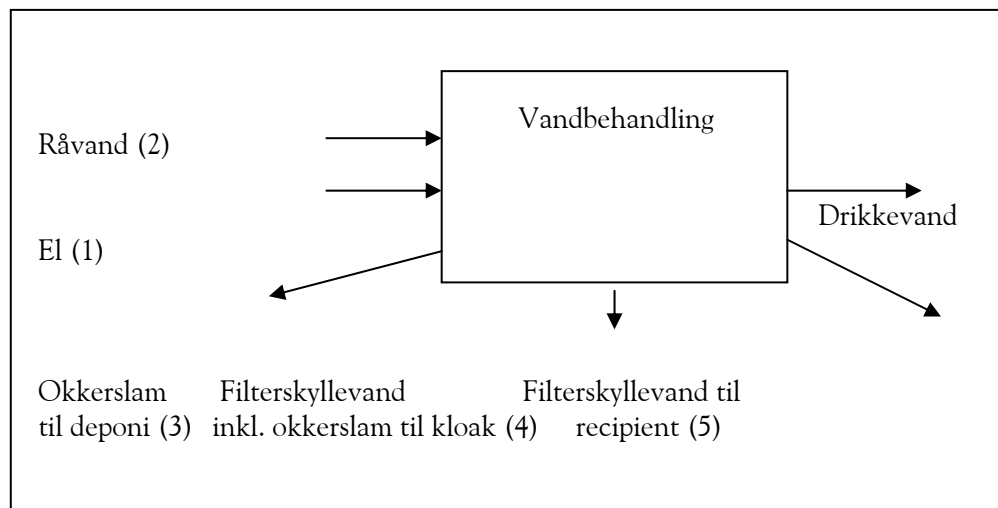 Vandbehandling
Råvand (2)
Drikkevand
El (1)
Okkerslam Filterskyllevand Filterskyllevand til
til deponi (3) inkl. okkerslam til kloak (4) recipient (5)